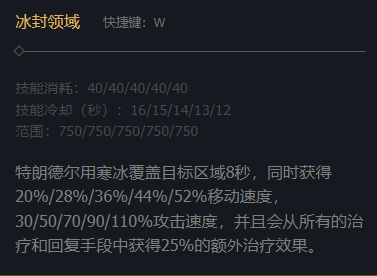 冰封领域 快捷键：W
技能消耗：40/40/40/40/40
技能冷却（秒）：16/15/14/13/12
范围：750/750/750/750/750
特朗德尔用寒冰覆盖目标区域8秒，同时获得
20%/28%/36%/44%/52%移动速度，
30/50/70/90/110%攻击速度，并且会从所有的治
疗和回复手段中获得25%的额外治疗效果。